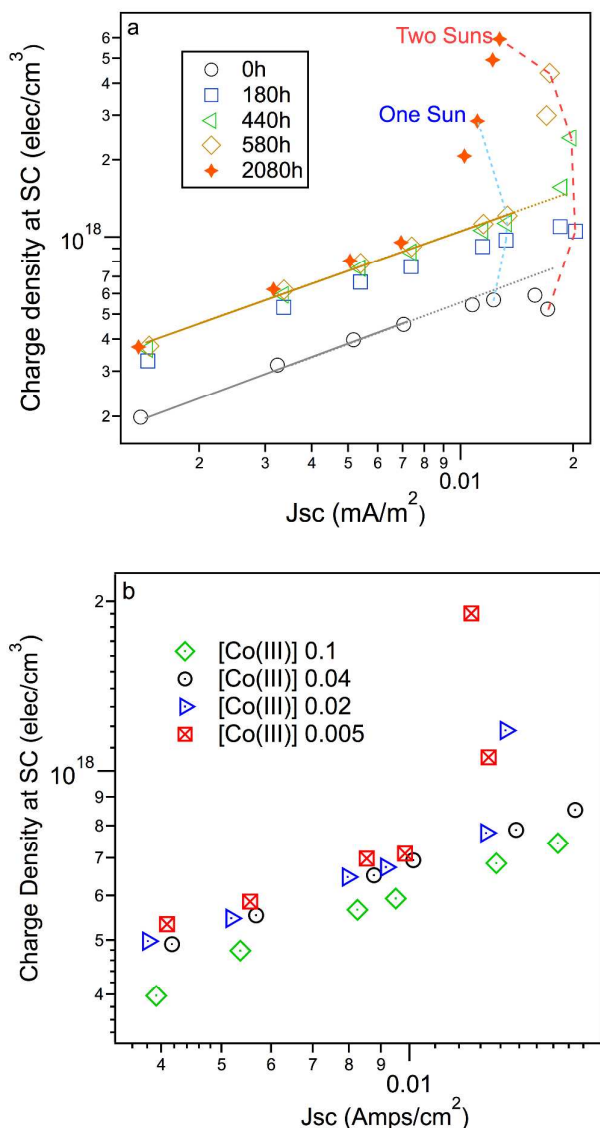 a
Two Suns
One Sun
0h
180h
440h
580h
2080h
Charge density at SC (elec/cm³)
6
5
4
3
2
10¹⁸
7
6
5
4
3
2
2 3 4 5 6 7 8 9 2
0.01
Jsc (mA/m²)
b
[Co(III)] 0.1
[Co(III)] 0.04
[Co(III)] 0.02
[Co(III)] 0.005
Charge Density at SC (elec/cm³)
2
10¹⁸
9
8
7
6
5
4
4 5 6 7 8 9
0.01
Jsc (Amps/cm²)